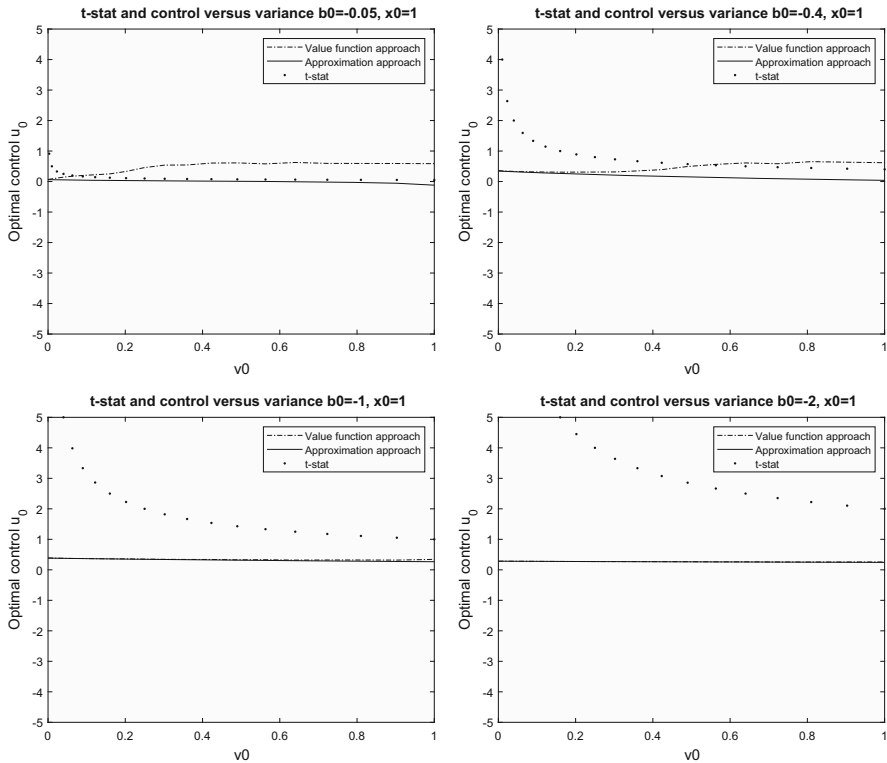 t-stat and control versus variance b0=-0.05, x0=1
5
4
3
2
1
0
-1
-2
-3
-4
-5
Optimal control u0
Value function approach
Approximation approach
t-stat
0 0.2 0.4 0.6 0.8 1
v0
t-stat and control versus variance b0=-0.4, x0=1
5
4
3
2
1
0
-1
-2
-3
-4
-5
Optimal control u0
Value function approach
Approximation approach
t-stat
0 0.2 0.4 0.6 0.8 1
v0
t-stat and control versus variance b0=-1, x0=1
5
4
3
2
1
0
-1
-2
-3
-4
-5
Optimal control u0
Value function approach
Approximation approach
t-stat
0 0.2 0.4 0.6 0.8 1
v0
t-stat and control versus variance b0=-2, x0=1
5
4
3
2
1
0
-1
-2
-3
-4
-5
Optimal control u0
Value function approach
Approximation approach
t-stat
0 0.2 0.4 0.6 0.8 1
v0